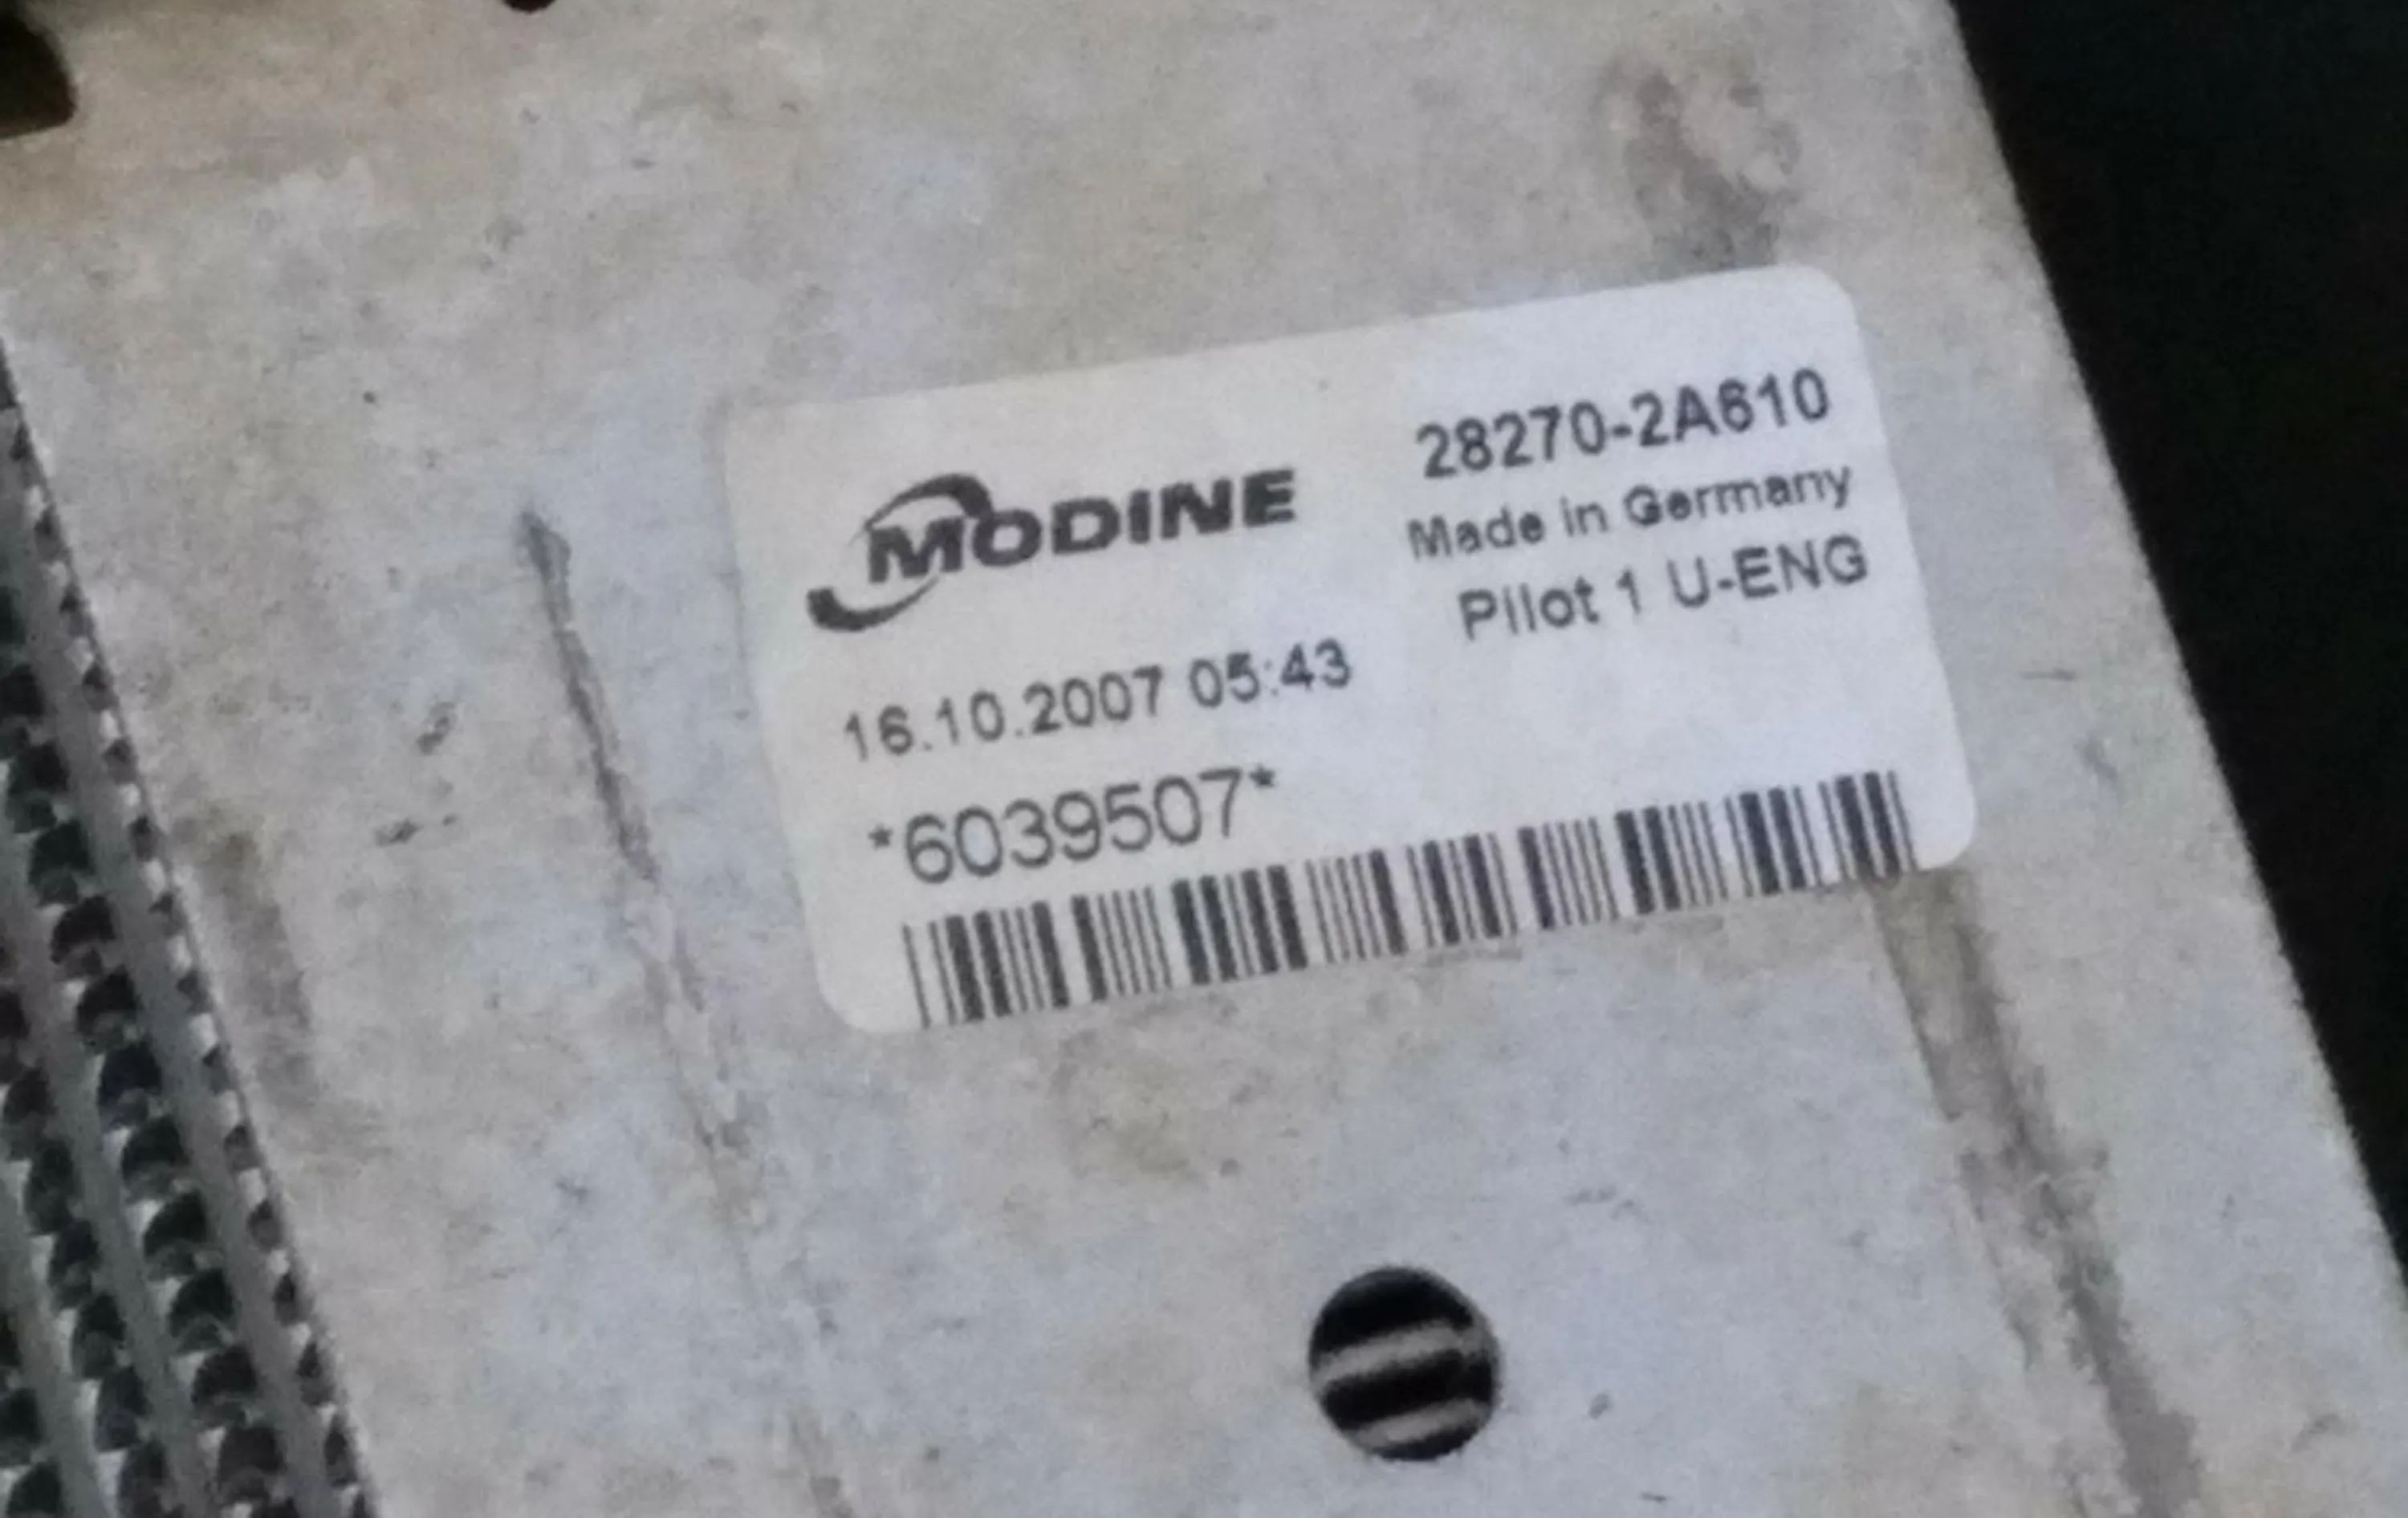 MODINE
28270-2A610
Made in Germany
Pilot 1 U-ENG
16.10.2007 05:43
*6039507*